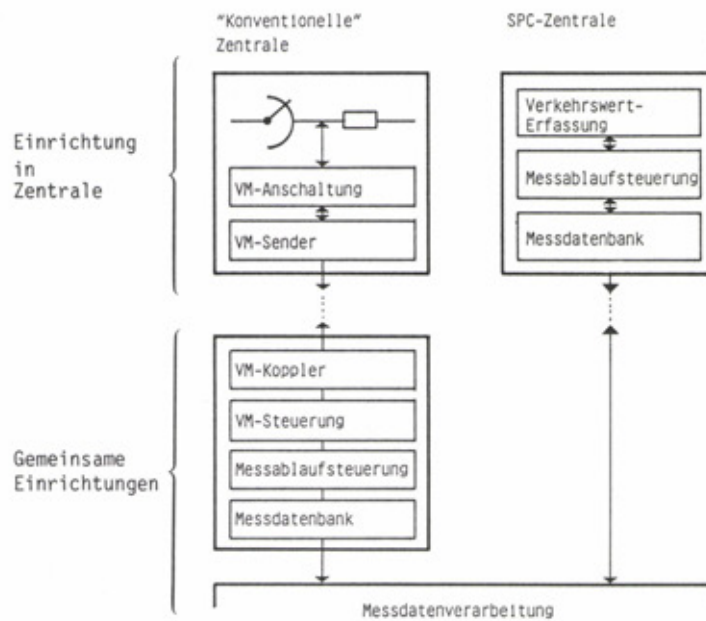 "Konventionelle"
Zentrale
SPC-Zentrale
Einrichtung
in
Zentrale
VM-Anschaltung
VM-Sender
Verkehrswert-
Erfassung
Messablaufsteuerung
Messdatenbank
Gemeinsame
Einrichtungen
VM-Koppler
VM-Steuerung
Messablaufsteuerung
Messdatenbank
Messdatenverarbeitung